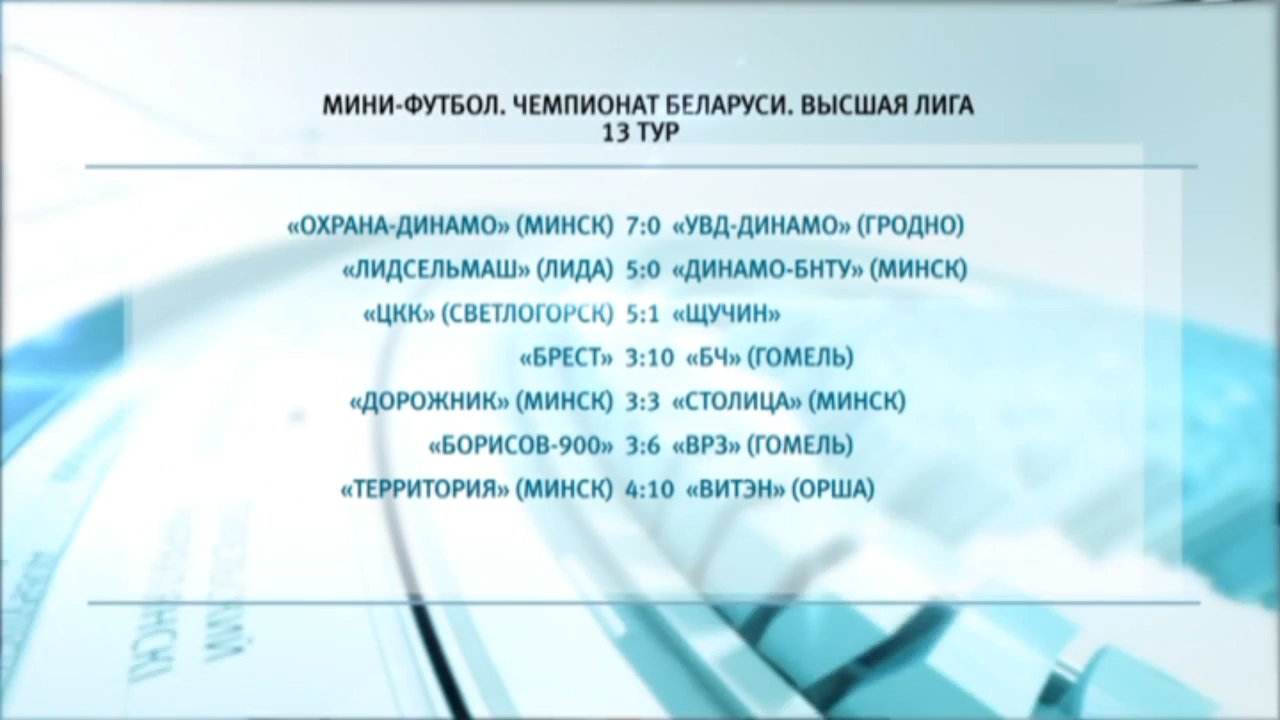 МИНИ-ФУТБОЛ. ЧЕМПИОНАТ БЕЛАРУСИ. ВЫСШАЯ ЛИГА
13 ТУР
«ОХРАНА-ДИНАМО» (МИНСК) 7:0 «УВД-ДИНАМО» (ГРОДНО)
«ЛИДСЕЛЬМАШ» (ЛИДА) 5:0 «ДИНАМО-БНТУ» (МИНСК)
«ЦКК» (СВЕТЛОГОРСК) 5:1 «ЩУЧИН»
«БРЕСТ» 3:10 «БЧ» (ГОМЕЛЬ)
«ДОРОЖНИК» (МИНСК) 3:3 «СТОЛИЦА» (МИНСК)
«БОРИСОВ-900» 3:6 «ВРЗ» (ГОМЕЛЬ)
«ТЕРРИТОРИЯ» (МИНСК) 4:10 «ВИТЭН» (ОРША)